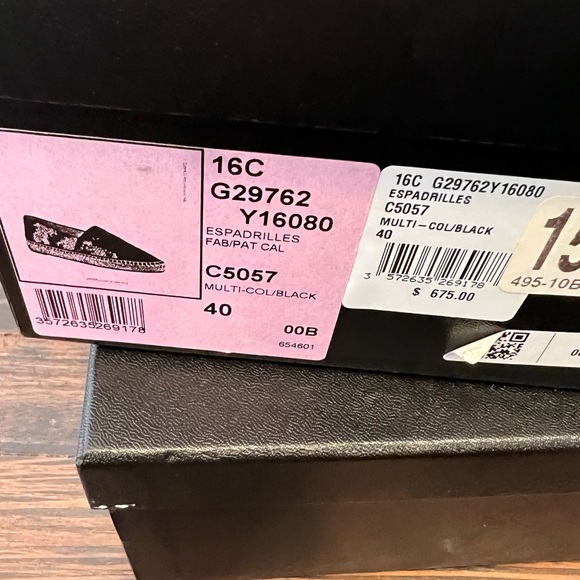 16C
G29762
Y16080
ESPADRILLES
FAB/PAT CAL
C5057
MULTI-COL/BLACK
40
00B
654601
3572635269178
16C G29762Y16080
ESPADRILLES
C5057
MULTI-COL/BLACK
40
3 572635 269178
$ 675.00
15
495-10B